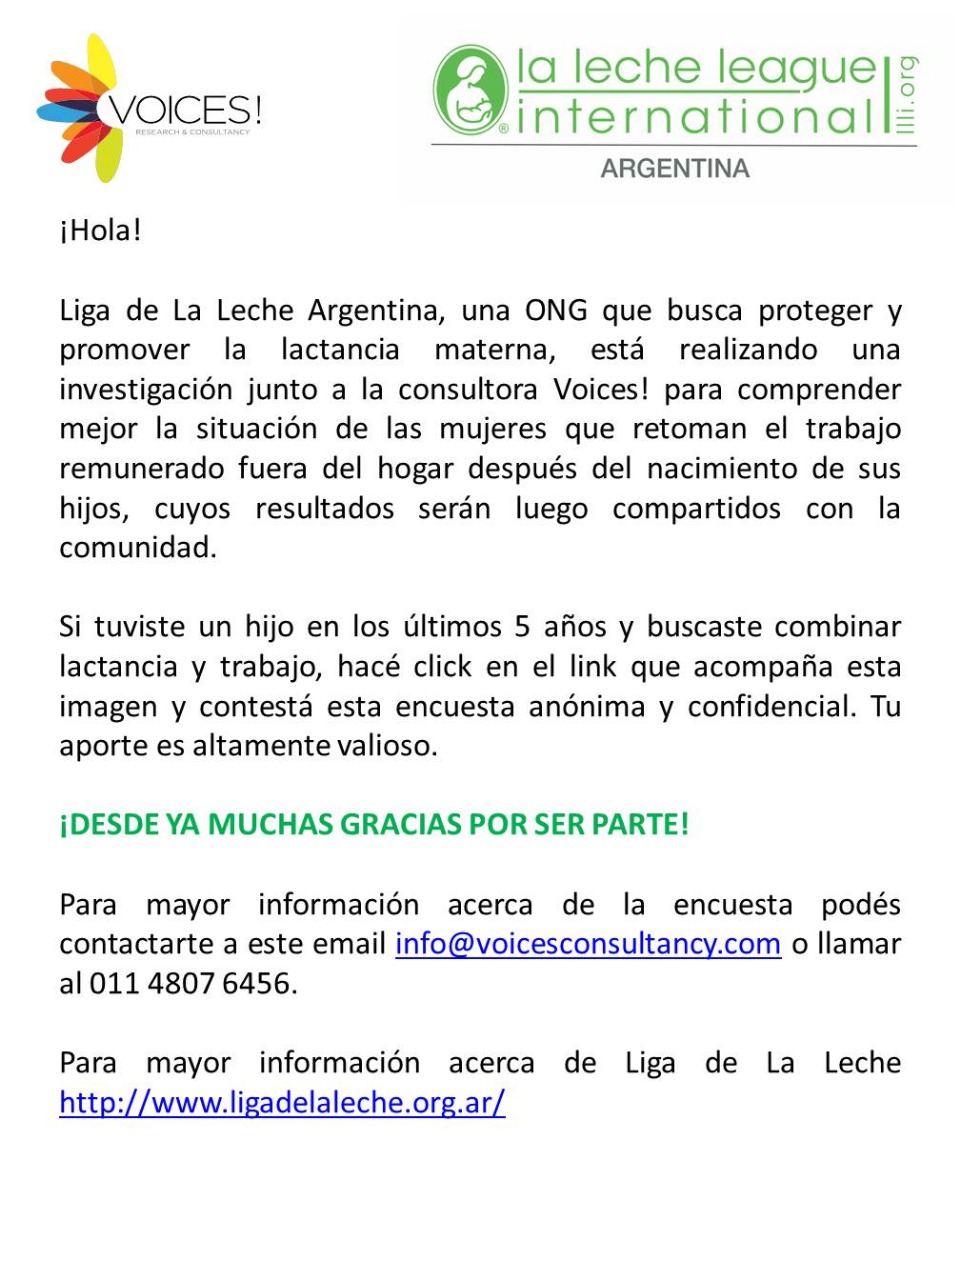 VOICES!
RESEARCH & CONSULTANCY
la leche league
international
llli.org
®
ARGENTINA
¡Hola!
Liga de La Leche Argentina, una ONG que busca proteger y
promover la lactancia materna, está realizando una
investigación junto a la consultora Voices! para comprender
mejor la situación de las mujeres que retoman el trabajo
remunerado fuera del hogar después del nacimiento de sus
hijos, cuyos resultados serán luego compartidos con la
comunidad.
Si tuviste un hijo en los últimos 5 años y buscaste combinar
lactancia y trabajo, hacé click en el link que acompaña esta
imagen y contestá esta encuesta anónima y confidencial. Tu
aporte es altamente valioso.
¡DESDE YA MUCHAS GRACIAS POR SER PARTE!
Para mayor información acerca de la encuesta podés
contactarte a este email info@voicesconsultancy.com o llamar
al 011 4807 6456.
Para mayor información acerca de Liga de La Leche
http://www.ligadelaleche.org.ar/